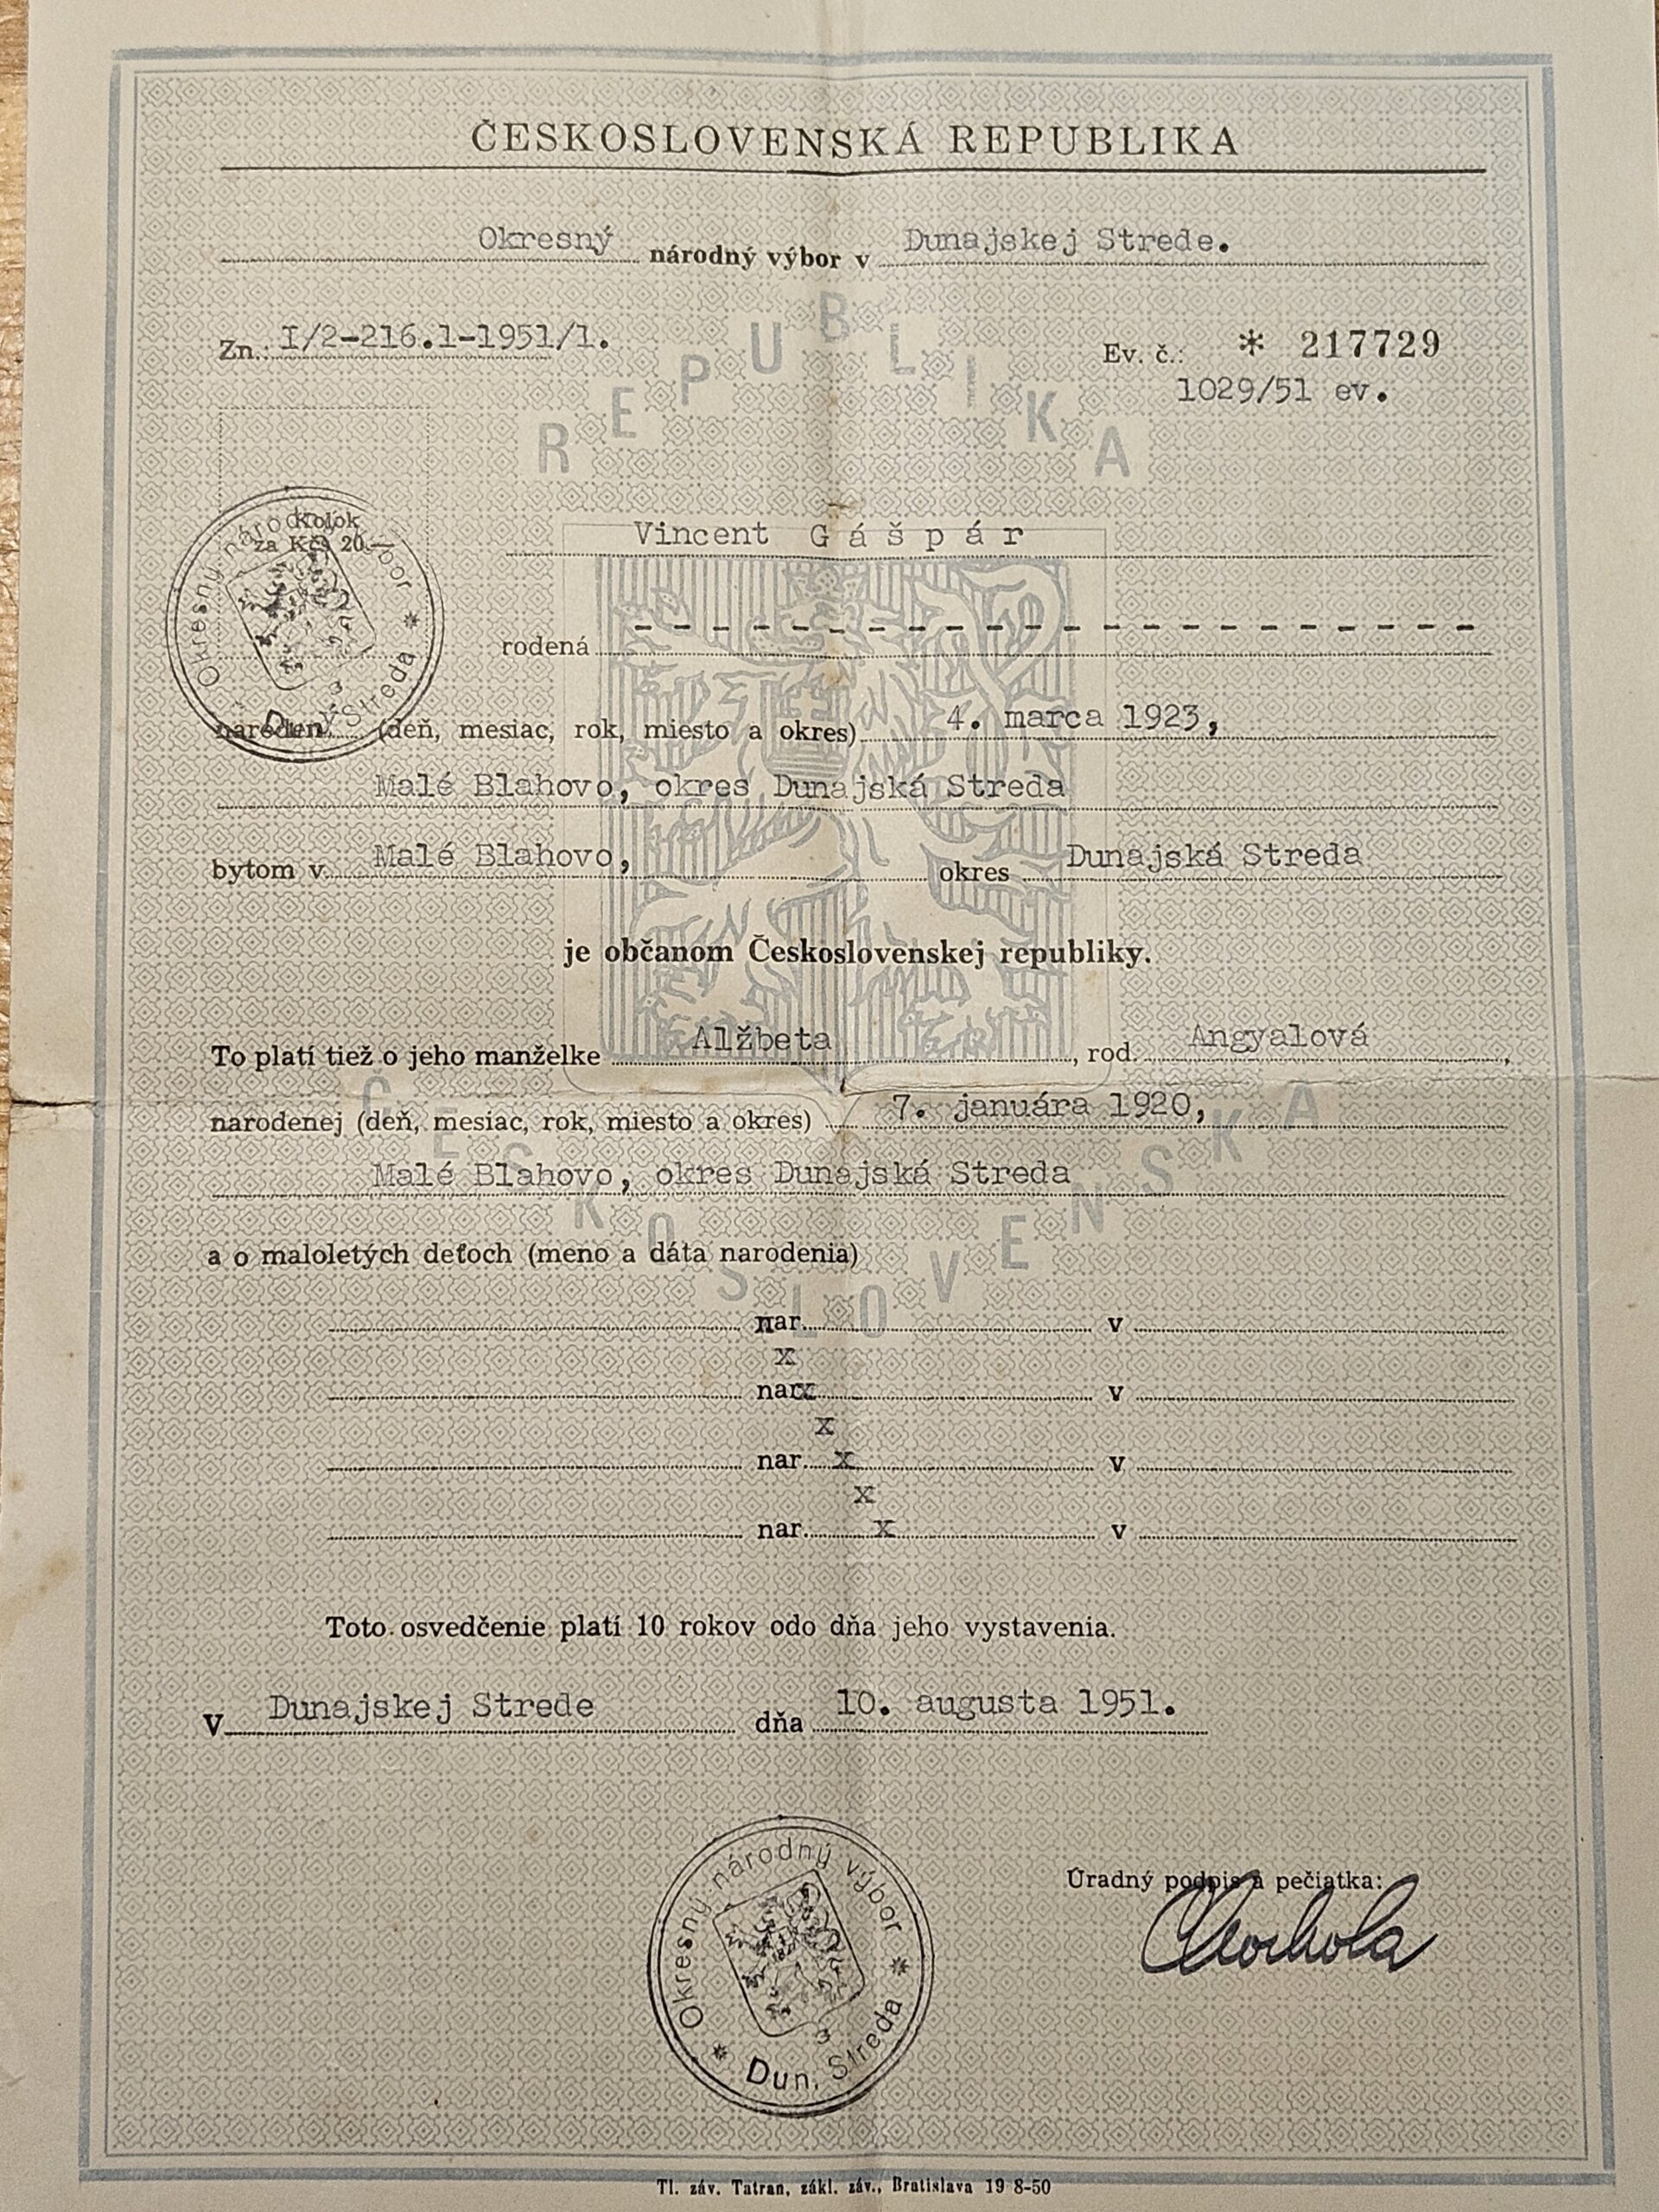 ČESKOSLOVENSKÁ REPUBLIKA
Okresný národný výbor v Dunajskej Strede.
Zn.: I/2-216.1-1951/1.
Ev. č.: * 217729
1029/51 ev.
REPUBLIKA
Kolok
za Kčs 20.—
Okresný národný výbor * Dun. Streda
Vincent Gášpár
rodená - - - - - - - - - - - - - - - - - - - - - -
naroden (deň, mesiac, rok, miesto a okres) 4. marca 1923,
Malé Blahovo, okres Dunajská Streda
bytom v Malé Blahovo, okres Dunajská Streda
je občanom Československej republiky.
To platí tiež o jeho manželke Alžbeta, rod. Angyalová,
narodenej (deň, mesiac, rok, miesto a okres) 7. januára 1920,
Malé Blahovo, okres Dunajská Streda
ČESKOSLOVENSKÁ
a o maloletých deťoch (meno a dáta narodenia)
nar. v
x
nar. x v
x
nar. x v
x
nar. x v
Toto osvedčenie platí 10 rokov odo dňa jeho vystavenia.
V Dunajskej Strede dňa 10. augusta 1951.
Úradný podpis a pečiatka:
Okresný národný výbor * Dun. Streda *
Tl. záv. Tatran, zákl. záv., Bratislava 19 8-50